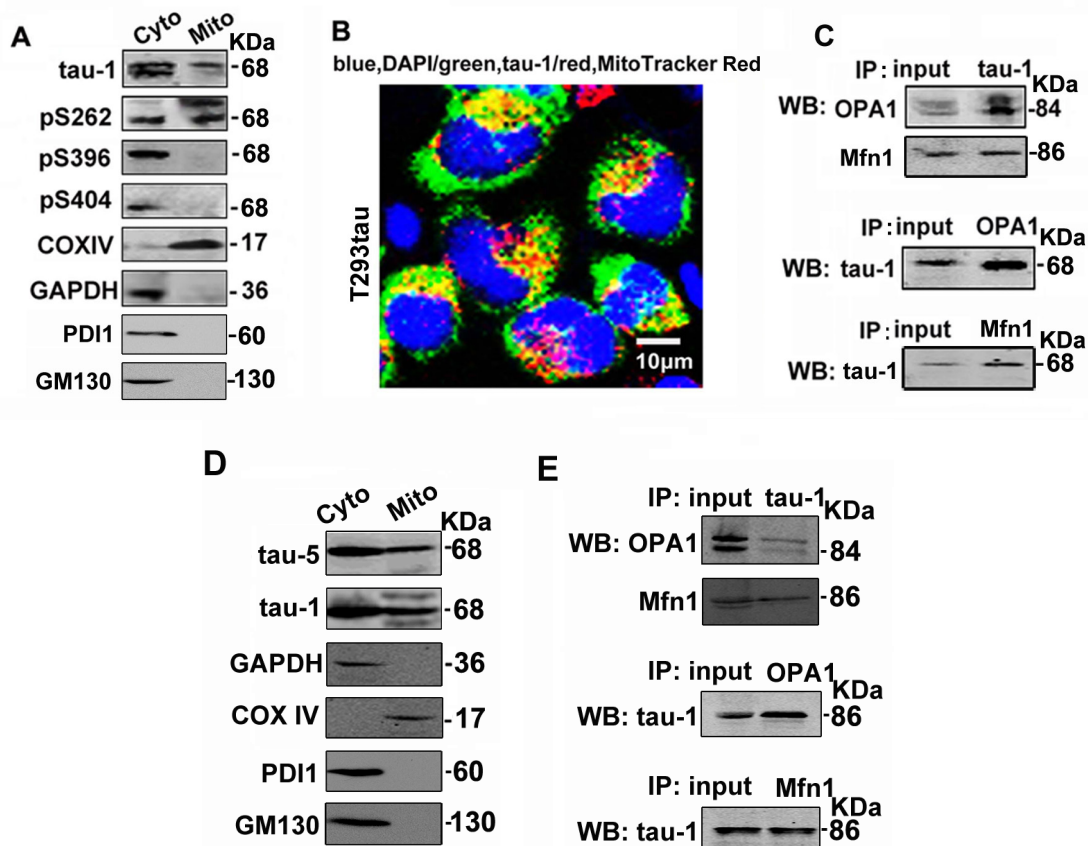 A
Cyto Mito
KDa
tau-1 -68
pS262 -68
pS396 -68
pS404 -68
COXIV -17
GAPDH - 36
PDI1 -60
GM130 -130
B
blue,DAPI/green,tau-1/red,MitoTracker Red
T293tau
10μm
C
IP: input tau-1 KDa
WB: OPA1 -84
Mfn1 -86
IP: input OPA1 KDa
WB: tau-1 -68
IP: input Mfn1 KDa
WB: tau-1 -68
D
Cyto Mito
KDa
tau-5 -68
tau-1 -68
GAPDH -36
COX IV -17
PDI1 -60
GM130 -130
E
IP: input tau-1 KDa
WB: OPA1 -84
Mfn1 -86
IP: input OPA1 KDa
WB: tau-1 -86
IP: input Mfn1 KDa
WB: tau-1 -86